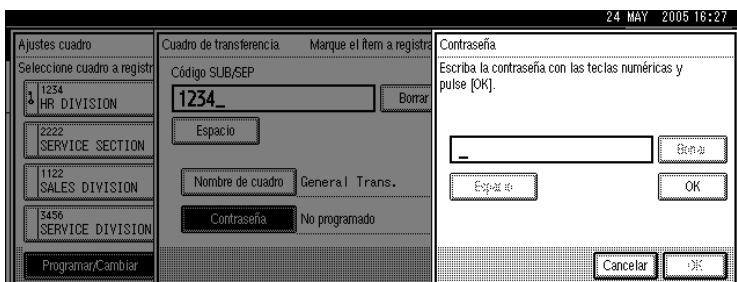 24 MAY 2005 16:27
Ajustes cuadro
Seleccione cuadro a registr
1234
HR DIVISION
2222
SERVICE SECTION
1122
SALES DIVISION
3456
SERVICE DIVISION
Programar/Cambiar
Cuadro de transferencia Marque el ítem a registra
Código SUB/SEP
1234_
Borrar
Espacio
Nombre de cuadro General Trans.
Contraseña No programado
Contraseña
Escriba la contraseña con las teclas numéricas y
pulse [OK].
_
Borrar
Espacio OK
Cancelar OK